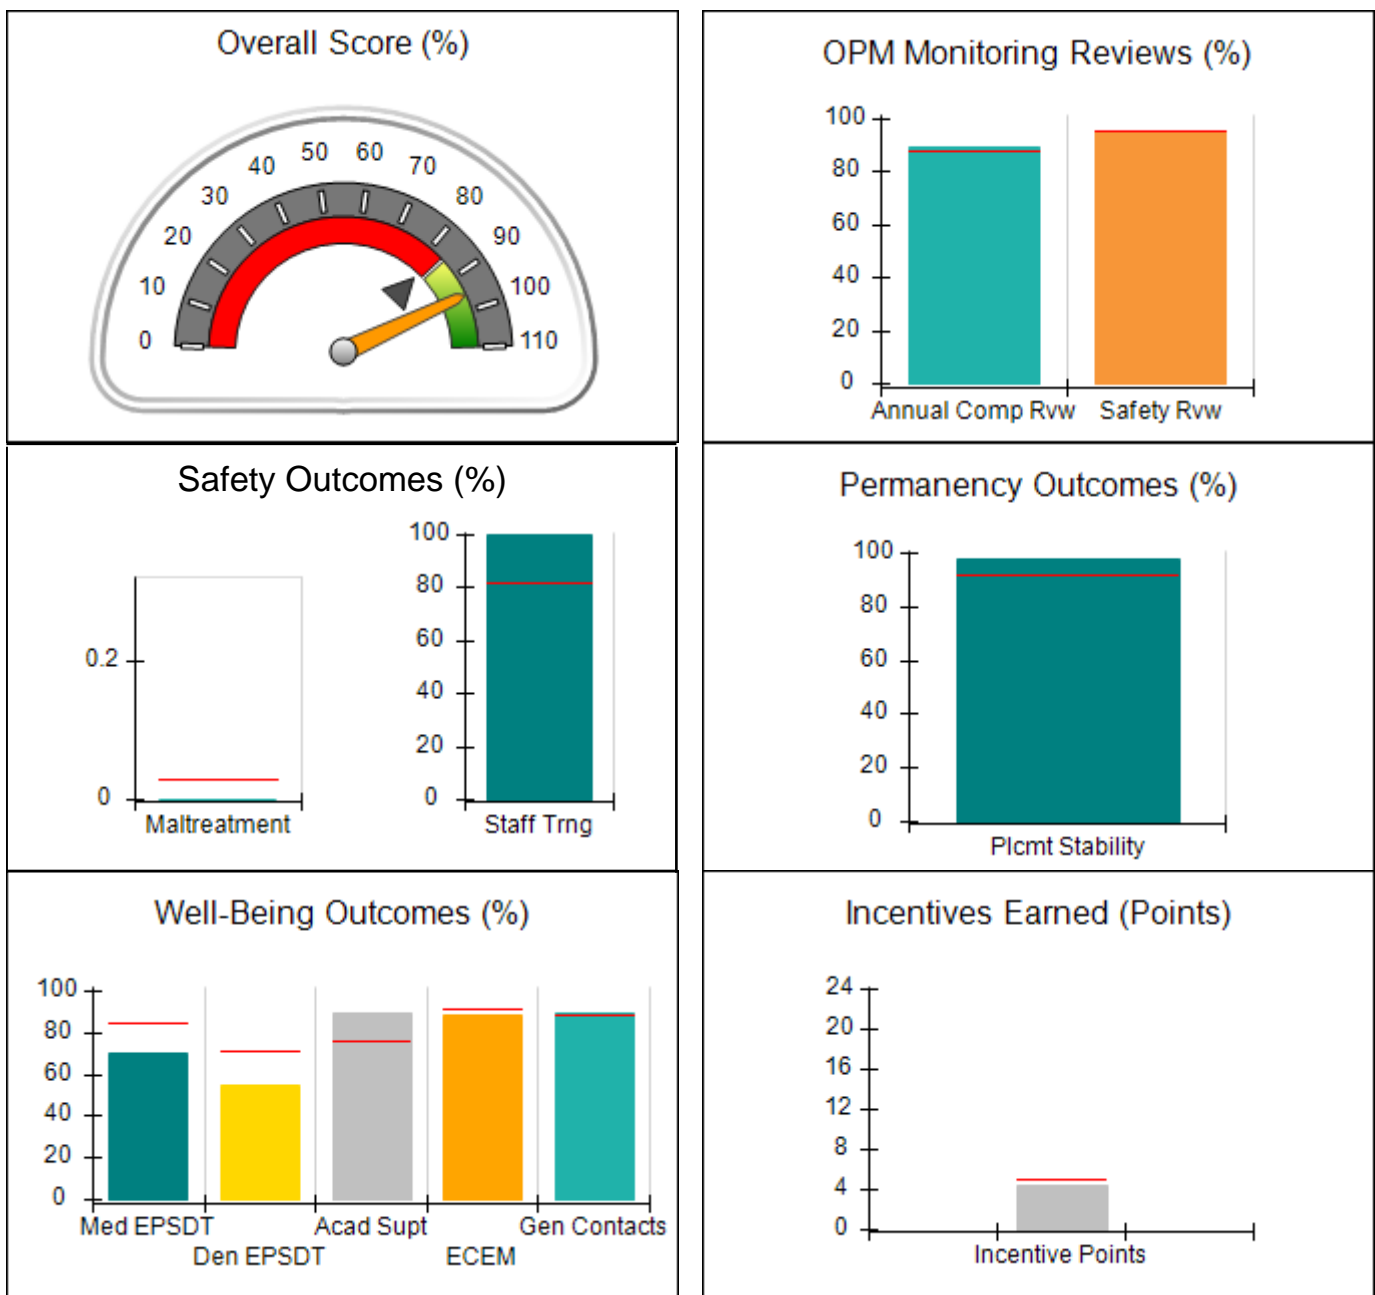 Overall Score (%)
0
10
20
30
40
50
60
70
80
90
100
110
OPM Monitoring Reviews (%)
100
80
60
40
20
0
Annual Comp Rvw
Safety Rvw
Safety Outcomes (%)
0.2
0
Maltreatment
100
80
60
40
20
0
Staff Trng
Permanency Outcomes (%)
100
80
60
40
20
0
Plcmt Stability
Well-Being Outcomes (%)
100
80
60
40
20
0
Med EPSDT
Den EPSDT
Acad Supt
ECEM
Gen Contacts
Incentives Earned (Points)
24
20
16
12
8
4
0
Incentive Points